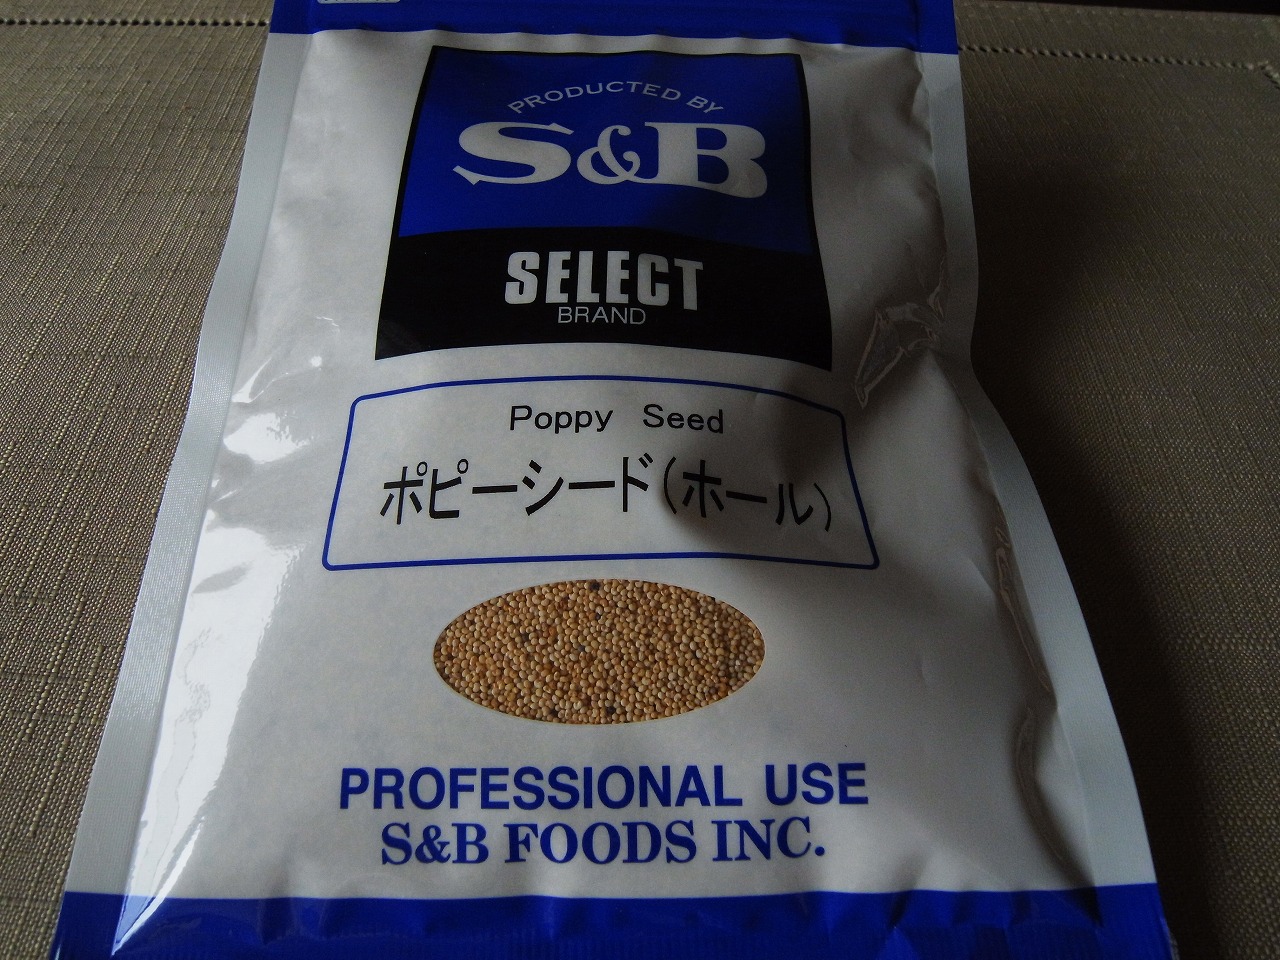 PRODUCTED BY
S&B
SELECT
BRAND
Poppy Seed
ポピーシード(ホール)
PROFESSIONAL USE
S&B FOODS INC.